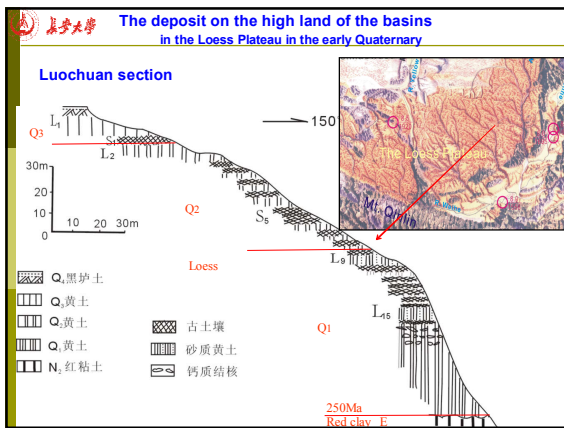 長安大學
The deposit on the high land of the basins
in the Loess Plateau in the early Quaternary
Luochuan section
L1
Q3
S1
L2
150°
30m
20
10
0
10 20 30m
Q2
S5
Loess
L9
L15
Q1
Q4黑垆土
Q3黄土
Q2黄土
Q1黄土
N2红粘土
古土壤
砂质黄土
钙质结核
250Ma
Red clay E
The Loess Plateau
Mt. Qinlin